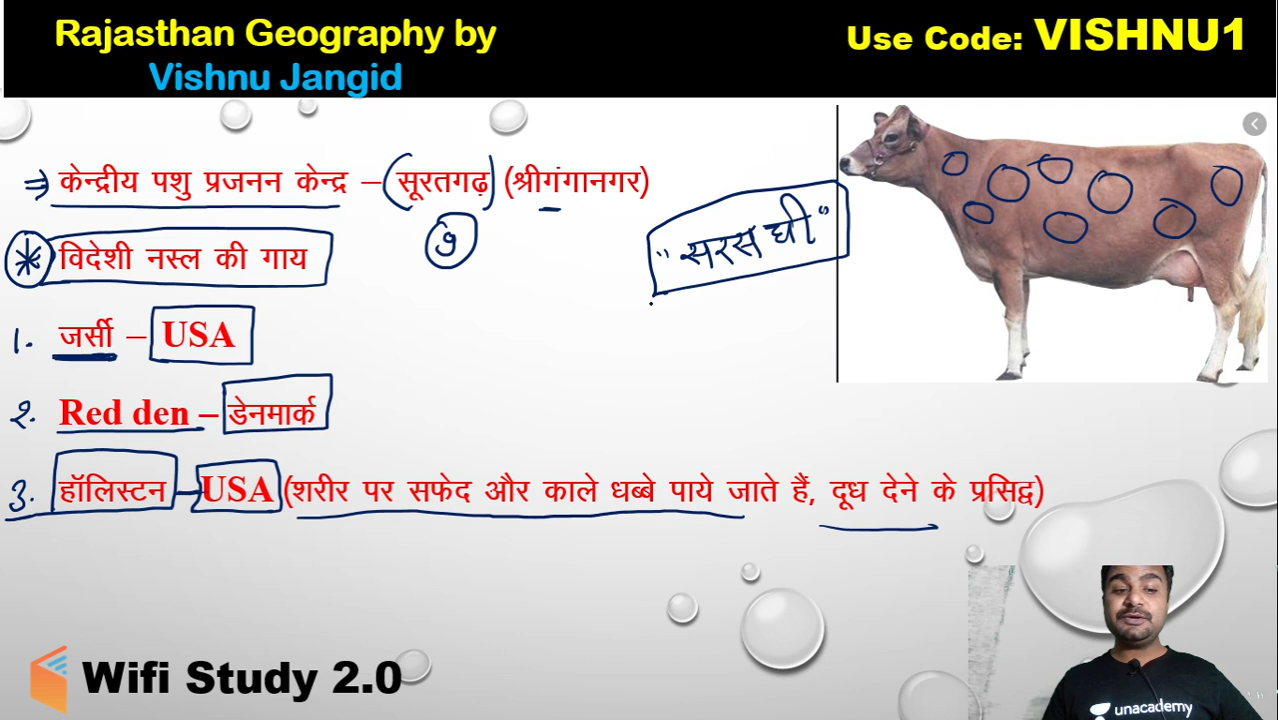 Rajasthan Geography by
Vishnu Jangid
Use Code: VISHNU1
⇒ केन्द्रीय पशु प्रजनन केन्द्र – (सूरतगढ़) (श्रीगंगानगर)
* विदेशी नस्ल की गाय
"सरस घी"
1. जर्सी – USA
2. Red den – डेनमार्क
3. हॉलिस्टन – USA (शरीर पर सफेद और काले धब्बे पाये जाते हैं, दूध देने के प्रसिद्व)
Wifi Study 2.0
unacademy